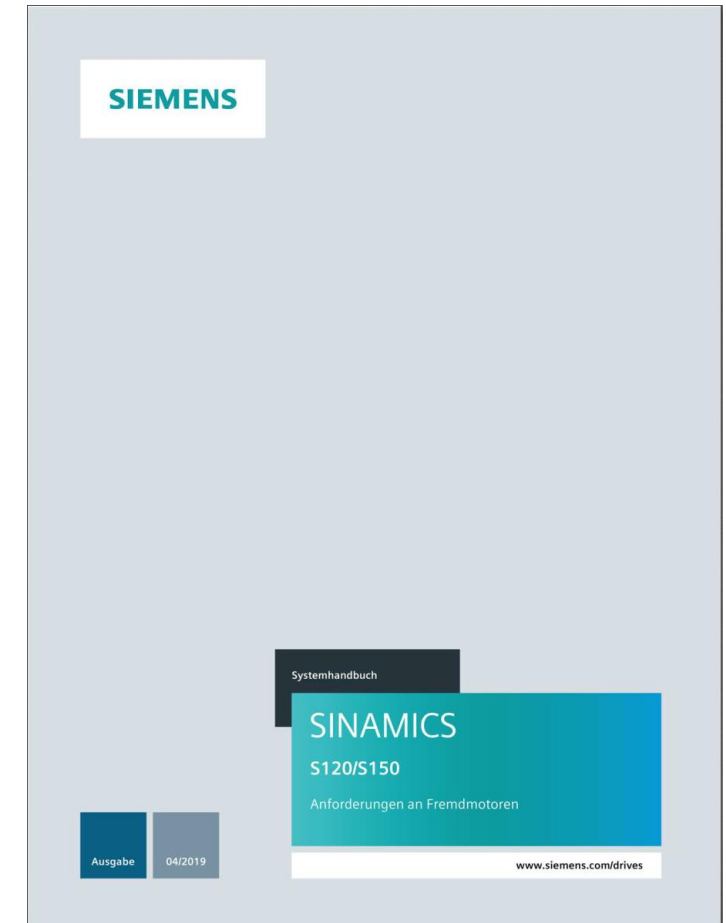 SIEMENS
Systemhandbuch
SINAMICS
S120/S150
Anforderungen an Fremdmotoren
Ausgabe
04/2019
www.siemens.com/drives